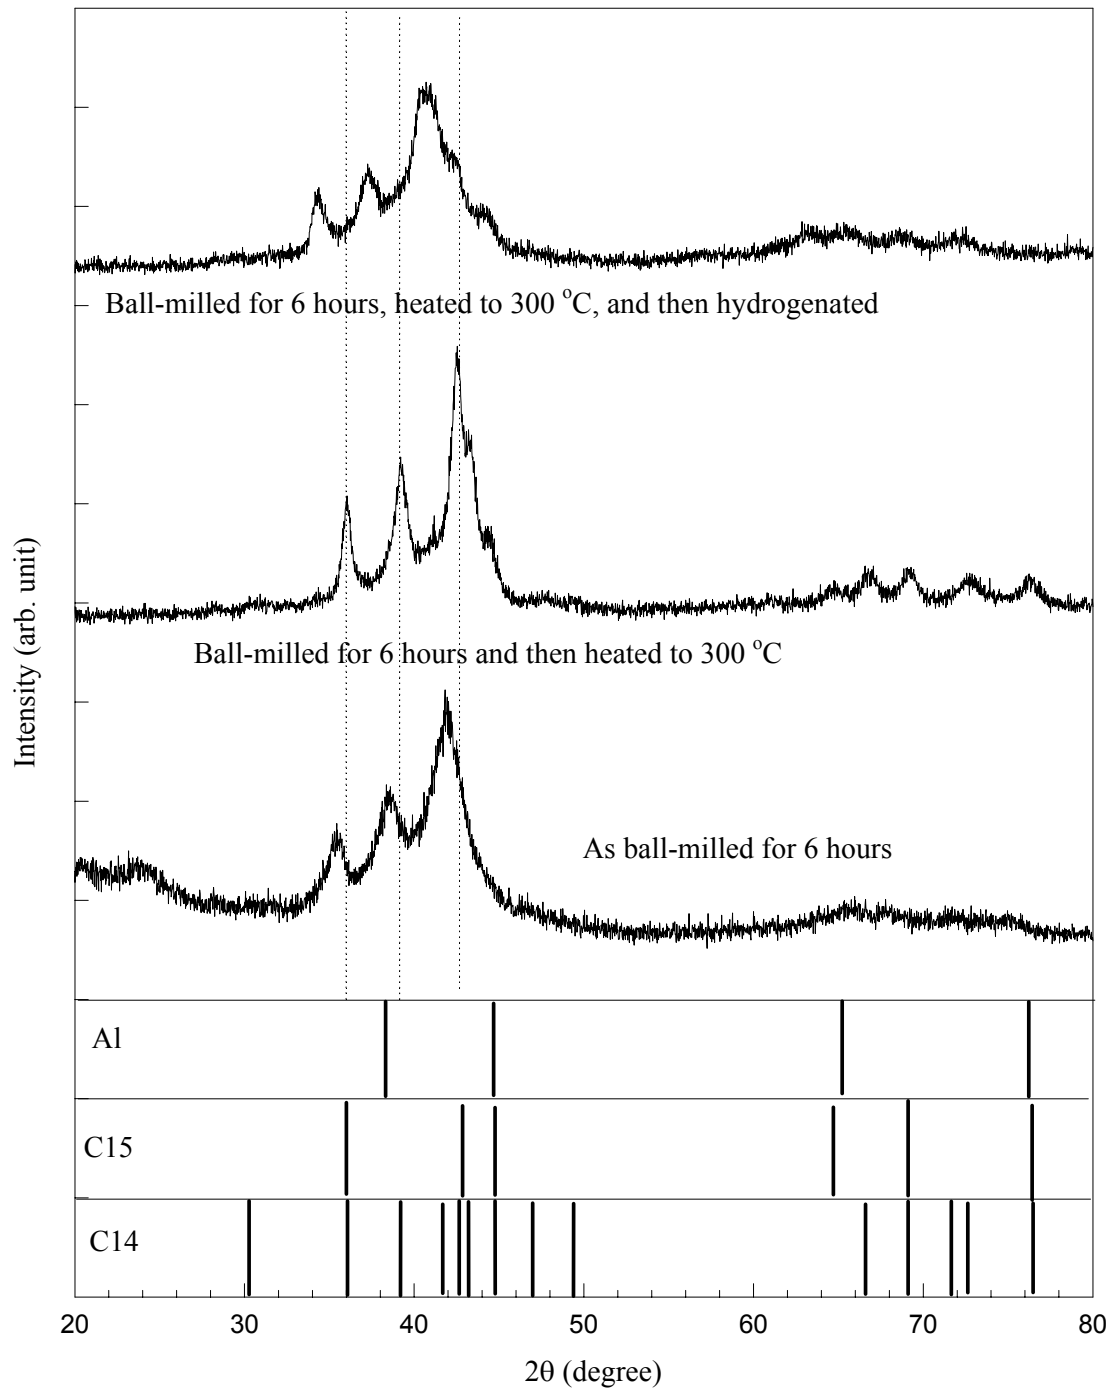 Ball-milled for 6 hours, heated to 300 °C, and then hydrogenated
Ball-milled for 6 hours and then heated to 300 °C
As ball-milled for 6 hours
Intensity (arb. unit)
Al
C15
C14
20 30 40 50 60 70 80
2θ (degree)